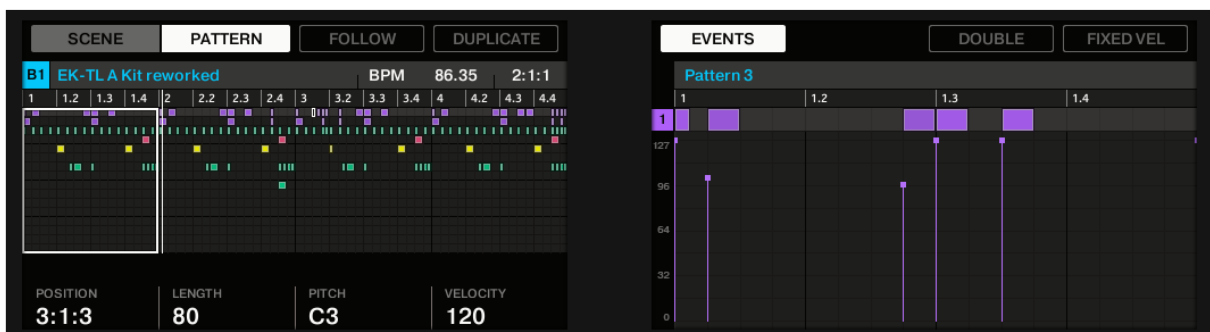 SCENE PATTERN FOLLOW DUPLICATE
B1 EK-TL A Kit reworked BPM 86.35 2:1:1
1 1.2 1.3 1.4 2 2.2 2.3 2.4 3 3.2 3.3 3.4 4 4.2 4.3 4.4
POSITION LENGTH PITCH VELOCITY
3:1:3 80 C3 120
EVENTS DOUBLE FIXED VEL
Pattern 3
1 1.2 1.3 1.4
1
127
96
64
32
0